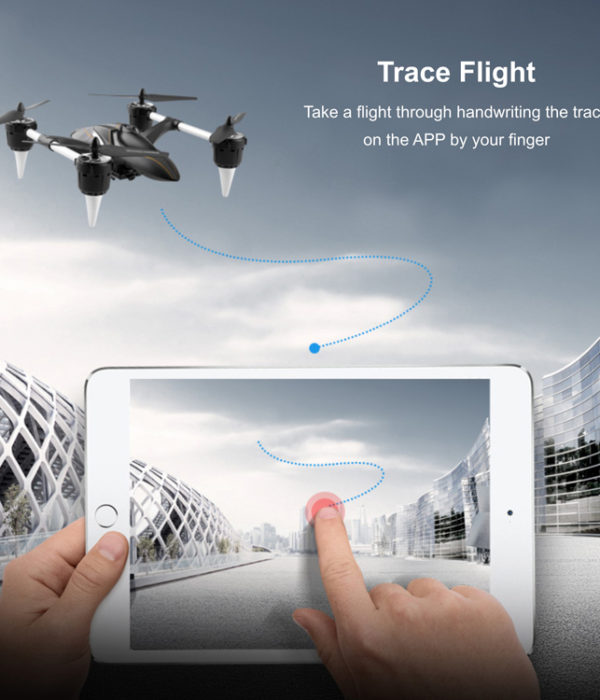 Trace Flight
Take a flight through handwriting the trac
on the APP by your finger